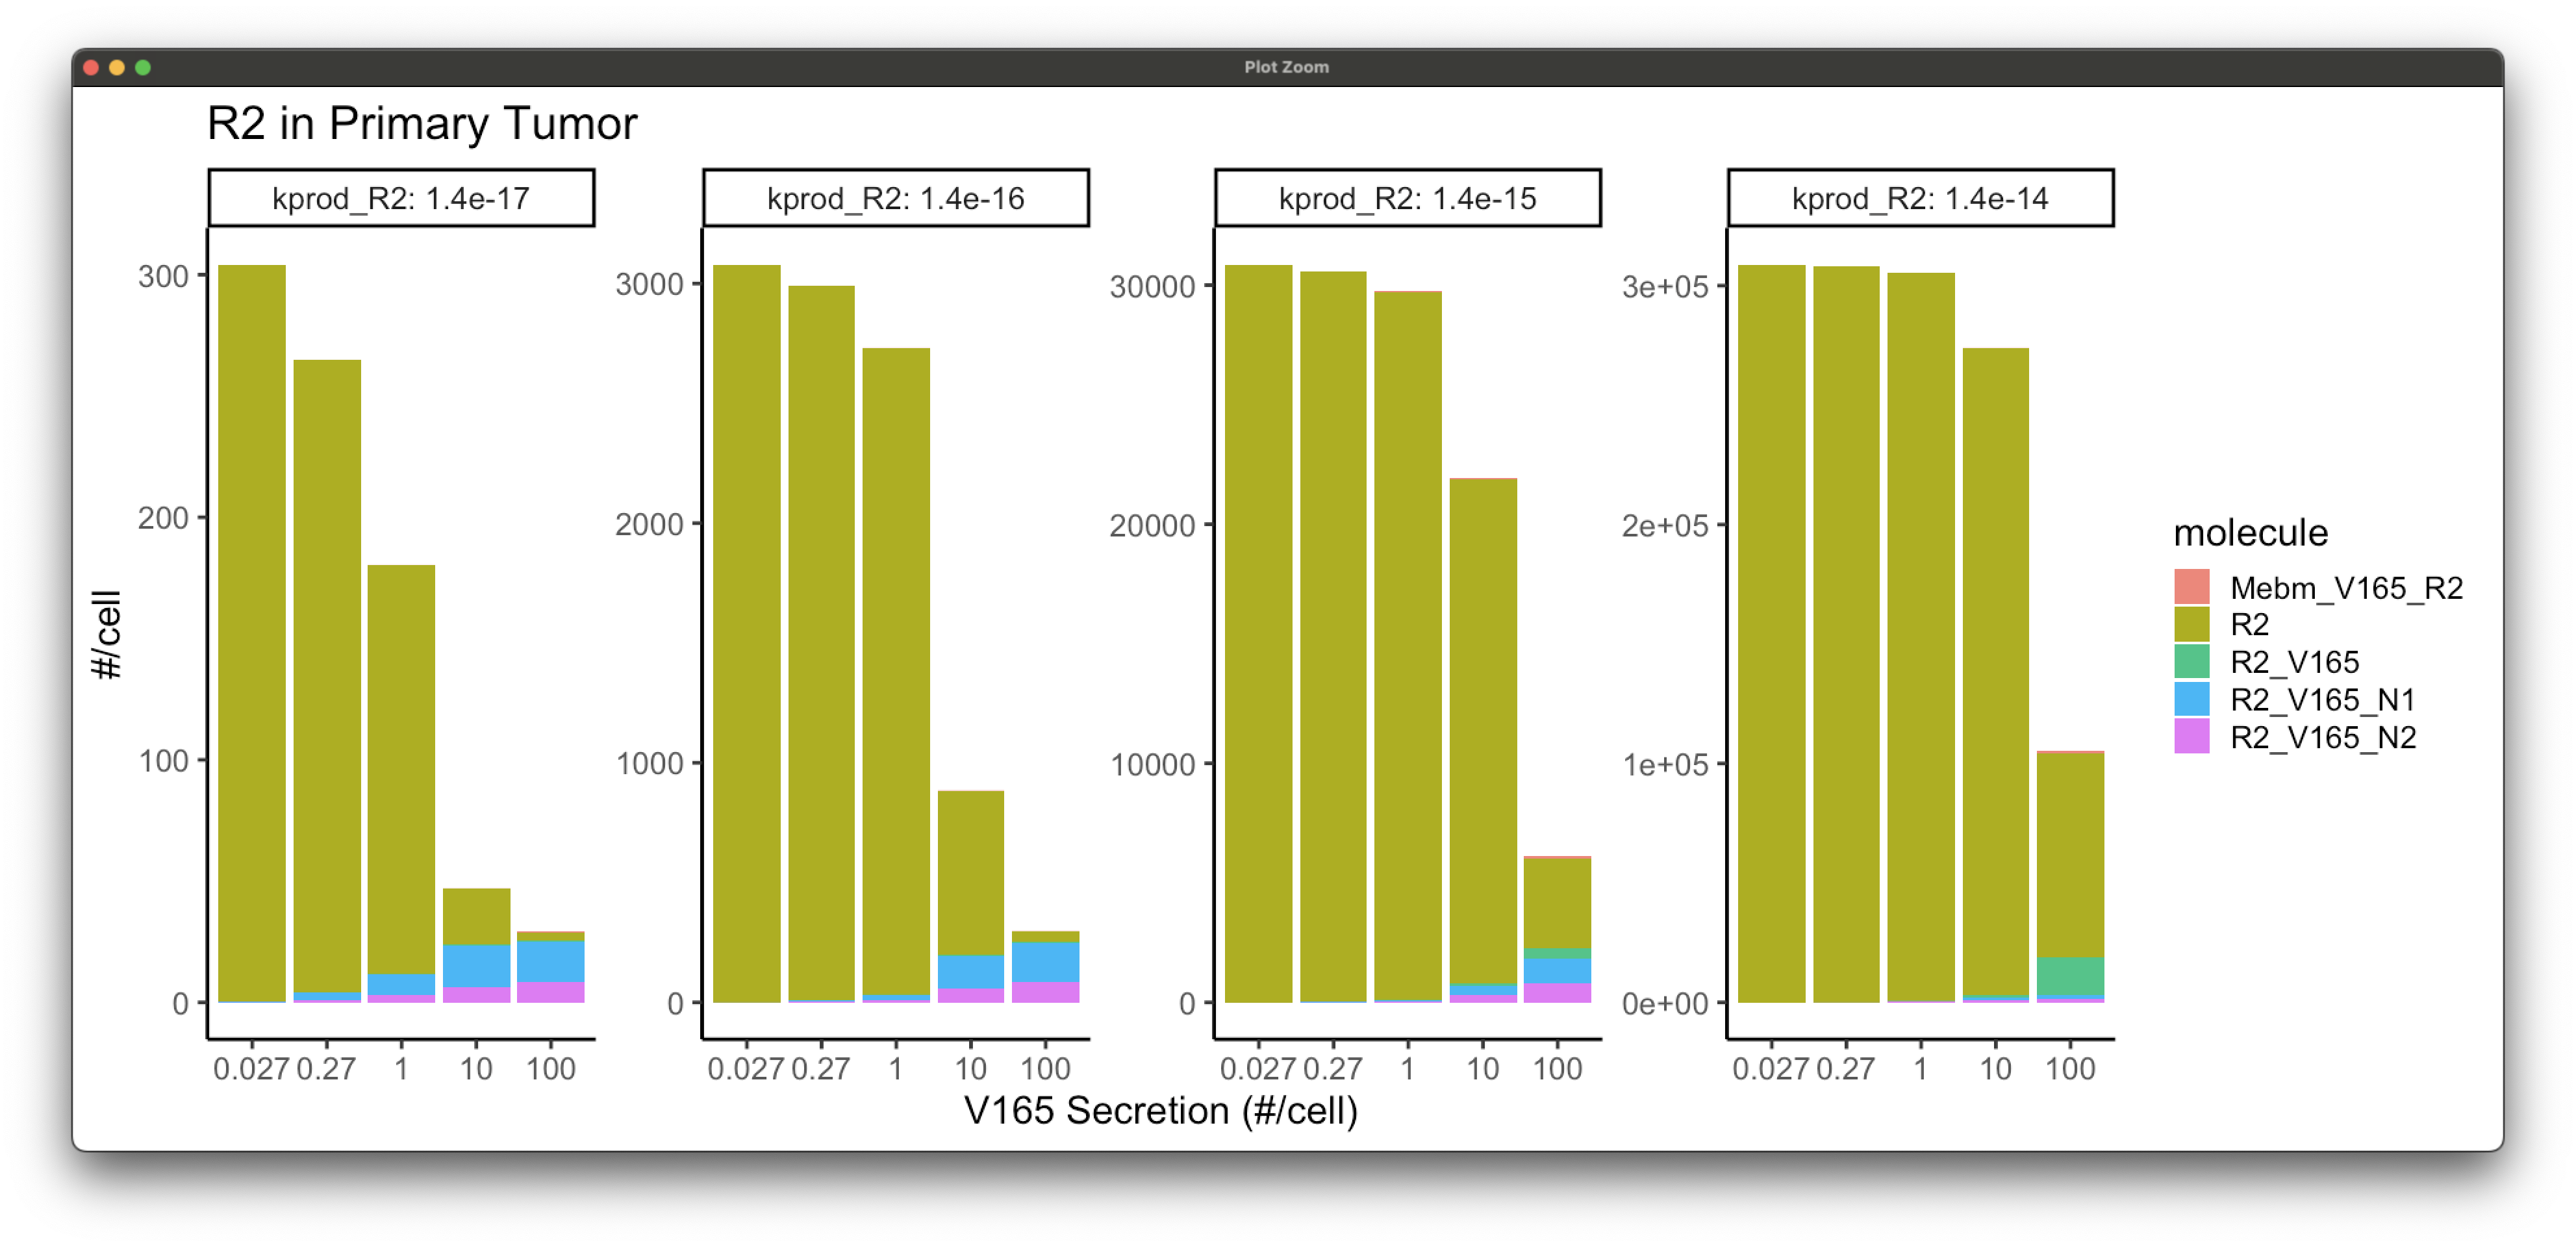 Plot Zoom
R2 in Primary Tumor
kprod_R2: 1.4e-17
kprod_R2: 1.4e-16
kprod_R2: 1.4e-15
kprod_R2: 1.4e-14
#/cell
300
200
100
0
3000
2000
1000
0
30000
20000
10000
0
3e+05
2e+05
1e+05
0e+00
0.027 0.27 1 10 100
0.027 0.27 1 10 100
0.027 0.27 1 10 100
0.027 0.27 1 10 100
V165 Secretion (#/cell)
molecule
Mebm_V165_R2
R2
R2_V165
R2_V165_N1
R2_V165_N2